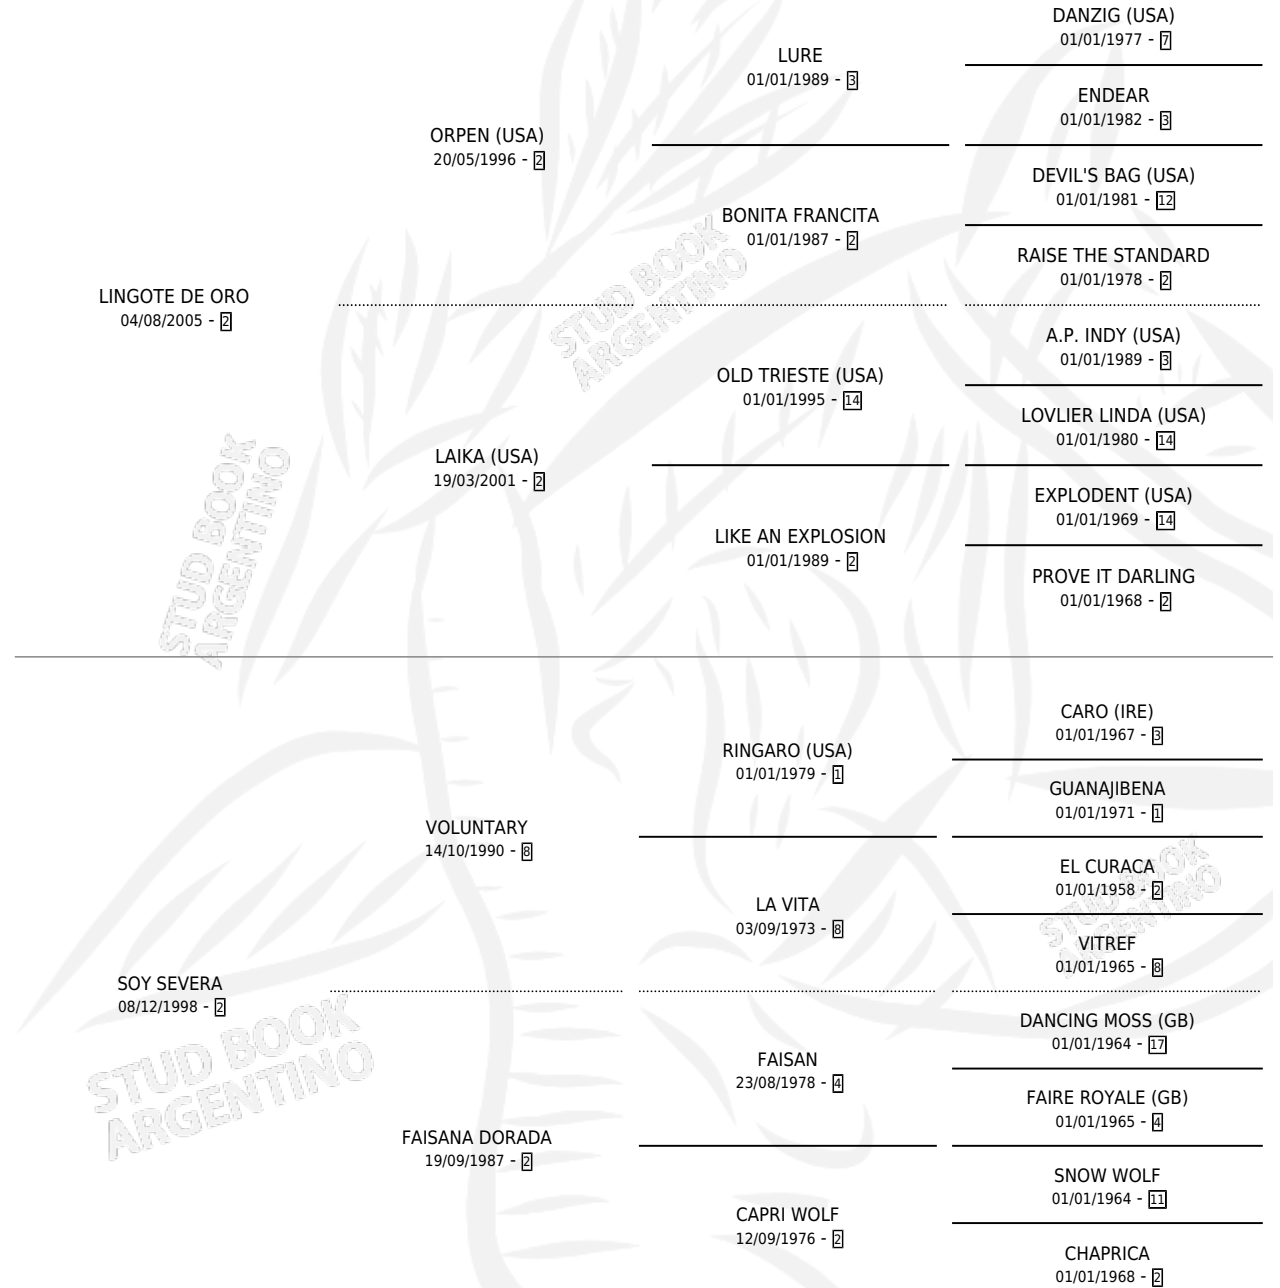 DANZIG (USA)
01/01/1977 - 7
LURE
01/01/1989 - 3
ENDEAR
01/01/1982 - 3
ORPEN (USA)
20/05/1996 - 2
DEVIL'S BAG (USA)
01/01/1981 - 12
BONITA FRANCITA
01/01/1987 - 2
RAISE THE STANDARD
01/01/1978 - 2
LINGOTE DE ORO
04/08/2005 - 2
A.P. INDY (USA)
01/01/1989 - 3
OLD TRIESTE (USA)
01/01/1995 - 14
LOVLIER LINDA (USA)
01/01/1980 - 14
LAIKA (USA)
19/03/2001 - 2
EXPLODENT (USA)
01/01/1969 - 14
LIKE AN EXPLOSION
01/01/1989 - 2
PROVE IT DARLING
01/01/1968 - 2
CARO (IRE)
01/01/1967 - 3
RINGARO (USA)
01/01/1979 - 1
GUANAJIBENA
01/01/1971 - 1
VOLUNTARY
14/10/1990 - 8
EL CURACA
01/01/1958 - 2
LA VITA
03/09/1973 - 8
VITREF
01/01/1965 - 8
SOY SEVERA
08/12/1998 - 2
DANCING MOSS (GB)
01/01/1964 - 17
FAISAN
23/08/1978 - 4
FAIRE ROYALE (GB)
01/01/1965 - 4
FAISANA DORADA
19/09/1987 - 2
SNOW WOLF
01/01/1964 - 11
CAPRI WOLF
12/09/1976 - 2
CHAPRICA
01/01/1968 - 2
STUD BOOK
ARGENTINO
STUD BOOK
ARGENTINO
STUD BOOK
ARGENTINO
STUD BOOK
ARGENTINO